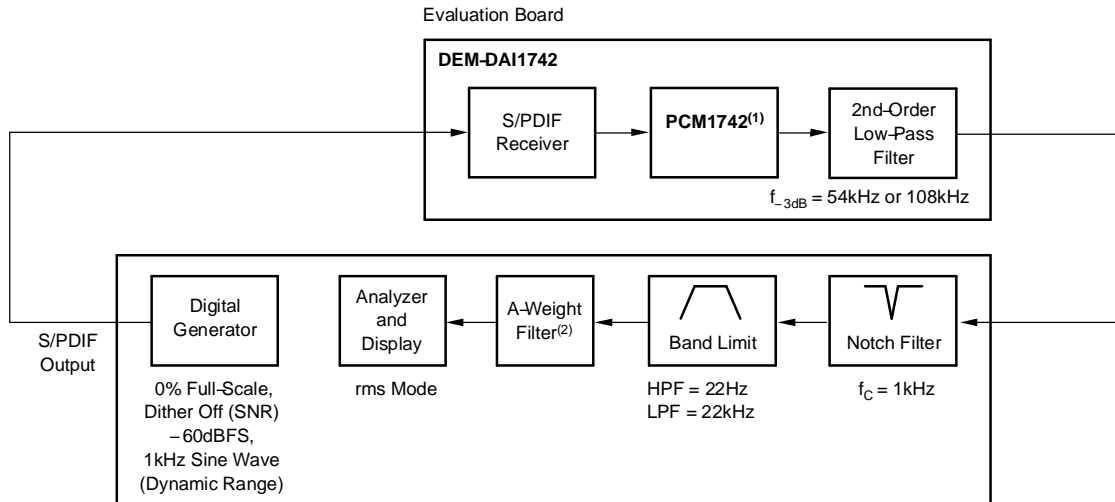 Evaluation Board
DEM-DAI1742
S/PDIF
Receiver
PCM1742(1)
2nd-Order
Low-Pass
Filter
f–3dB = 54kHz or 108kHz
S/PDIF
Output
Digital
Generator
0% Full-Scale,
Dither Off (SNR)
–60dBFS,
1kHz Sine Wave
(Dynamic Range)
Analyzer
and
Display
rms Mode
A-Weight
Filter(2)
Band Limit
HPF = 22Hz
LPF = 22kHz
Notch Filter
fC = 1kHz